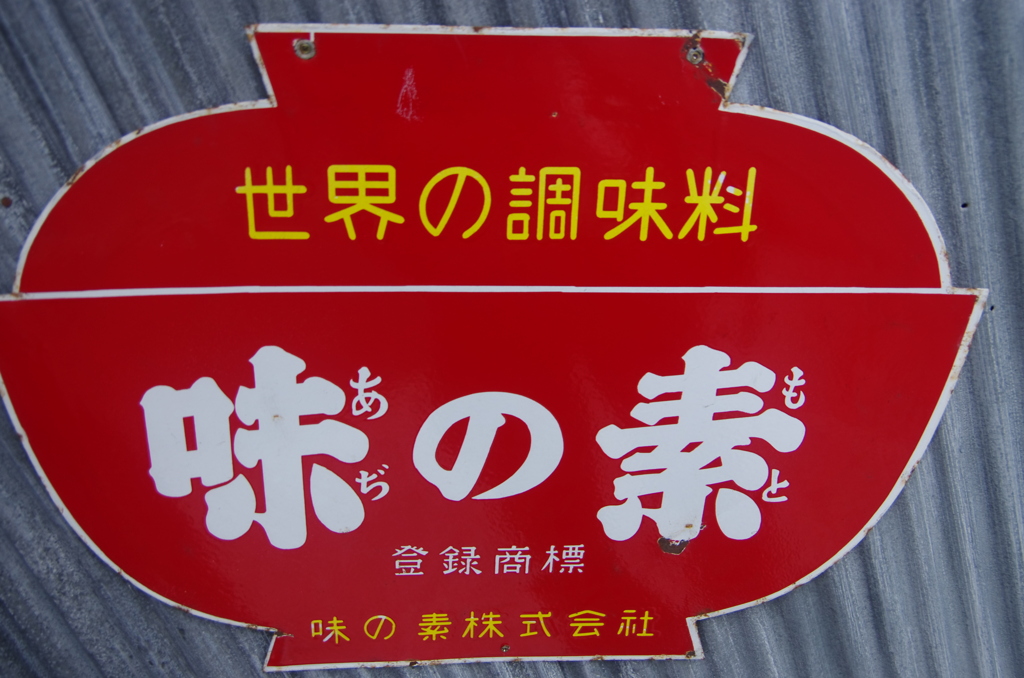 世界の調味料
味の素
あぢ
もと
登録商標
味の素株式会社